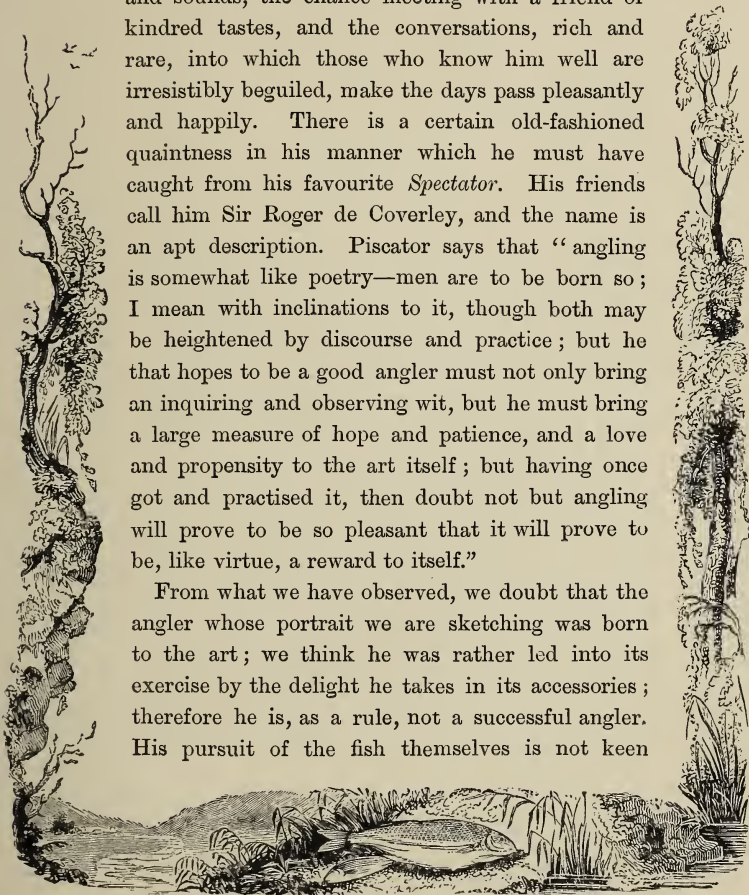 and sounds, the chance meeting with a friend of
kindred tastes, and the conversations, rich and
rare, into which those who know him well are
irresistibly beguiled, make the days pass pleasantly
and happily. There is a certain old-fashioned
quaintness in his manner which he must have
caught from his favourite Spectator. His friends
call him Sir Roger de Coverley, and the name is
an apt description. Piscator says that “ angling
is somewhat like poetry—men are to be born so ;
I mean with inclinations to it, though both may
be heightened by discourse and practice ; but he
that hopes to be a good angler must not only bring
an inquiring and observing wit, but he must bring
a large measure of hope and patience, and a love
and propensity to the art itself ; but having once
got and practised it, then doubt not but angling
will prove to be so pleasant that it will prove to
be, like virtue, a reward to itself.”
From what we have observed, we doubt that the
angler whose portrait we are sketching was born
to the art ; we think he was rather led into its
exercise by the delight he takes in its accessories ;
therefore he is, as a rule, not a successful angler.
His pursuit of the fish themselves is not keen